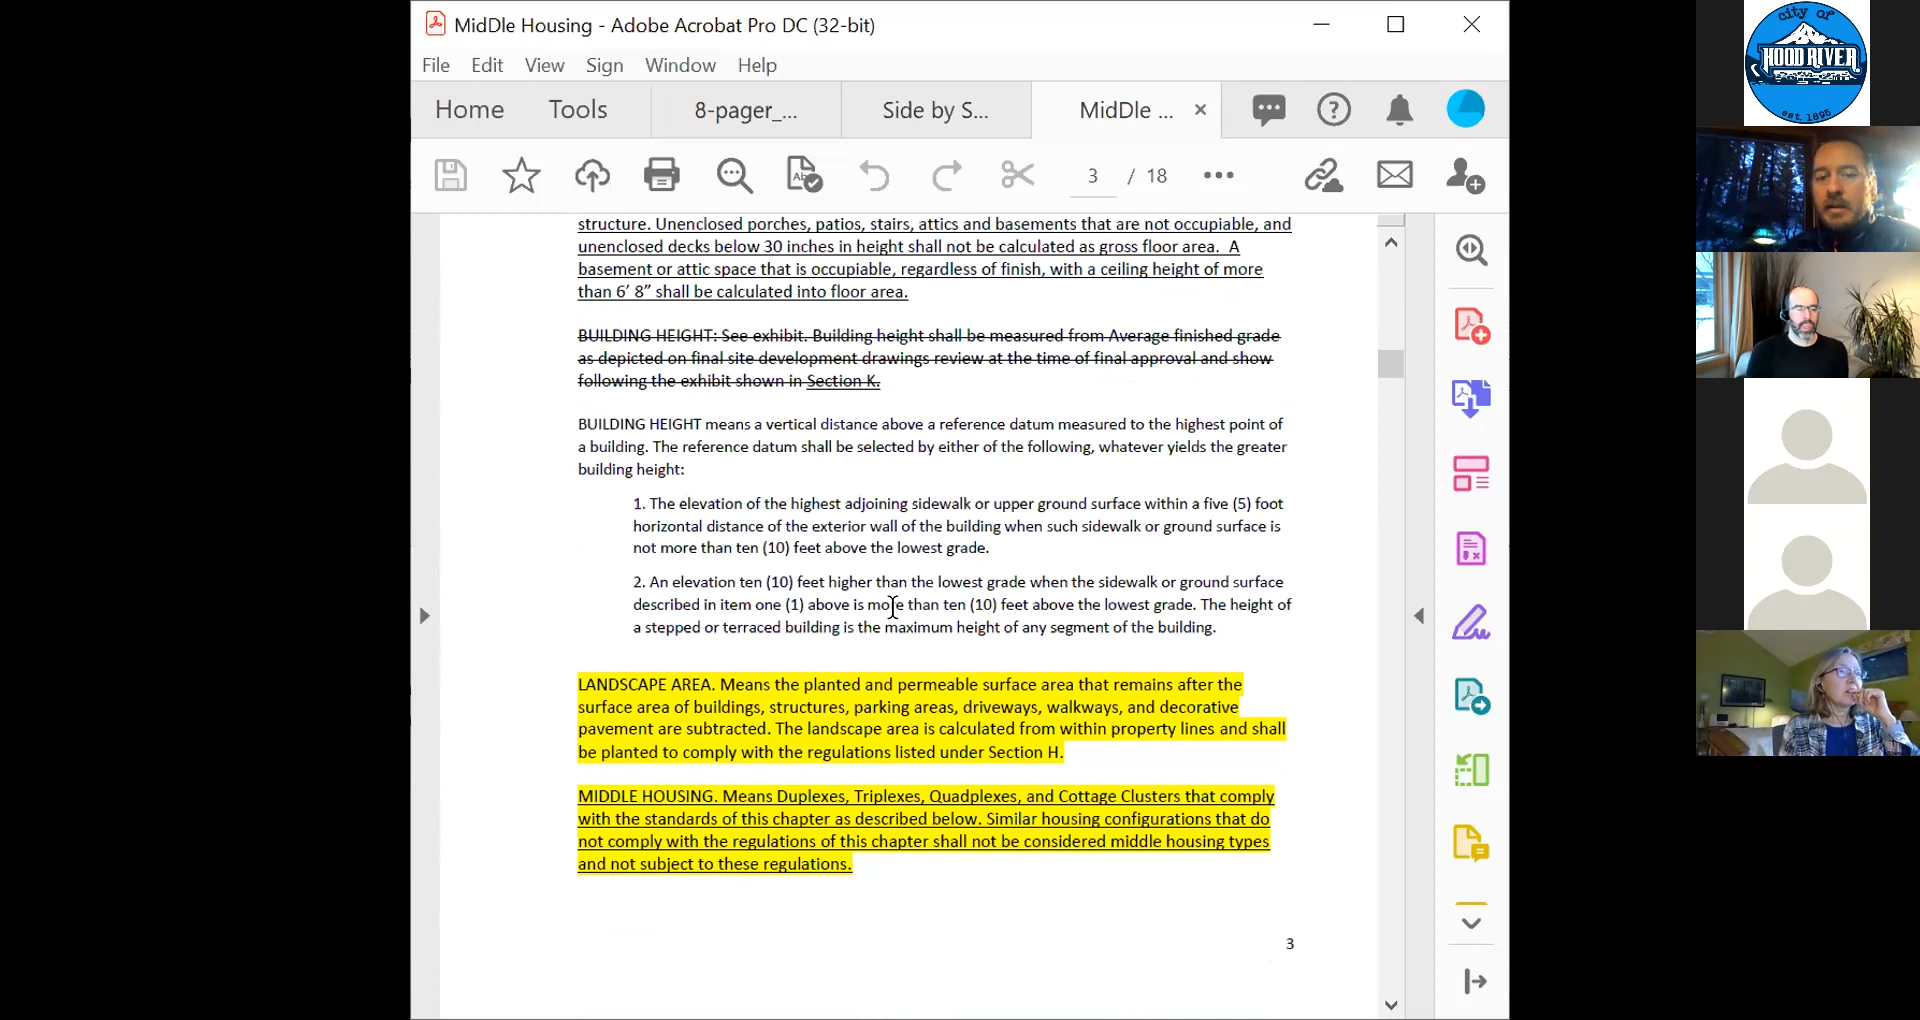 MidDle Housing - Adobe Acrobat Pro DC (32-bit)
File Edit View Sign Window Help
Home Tools 8-pager_... Side by S... MidDle ...
3 / 18
structure. Unenclosed porches, patios, stairs, attics and basements that are not occupiable, and
unenclosed decks below 30 inches in height shall not be calculated as gross floor area. A
basement or attic space that is occupiable, regardless of finish, with a ceiling height of more
than 6’ 8” shall be calculated into floor area.
BUILDING HEIGHT: See exhibit. Building height shall be measured from Average finished grade
as depicted on final site development drawings review at the time of final approval and show
following the exhibit shown in Section K.
BUILDING HEIGHT means a vertical distance above a reference datum measured to the highest point of
a building. The reference datum shall be selected by either of the following, whatever yields the greater
building height:
1. The elevation of the highest adjoining sidewalk or upper ground surface within a five (5) foot
horizontal distance of the exterior wall of the building when such sidewalk or ground surface is
not more than ten (10) feet above the lowest grade.
2. An elevation ten (10) feet higher than the lowest grade when the sidewalk or ground surface
described in item one (1) above is more than ten (10) feet above the lowest grade. The height of
a stepped or terraced building is the maximum height of any segment of the building.
LANDSCAPE AREA. Means the planted and permeable surface area that remains after the
surface area of buildings, structures, parking areas, driveways, walkways, and decorative
pavement are subtracted. The landscape area is calculated from within property lines and shall
be planted to comply with the regulations listed under Section H.
MIDDLE HOUSING. Means Duplexes, Triplexes, Quadplexes, and Cottage Clusters that comply
with the standards of this chapter as described below. Similar housing configurations that do
not comply with the regulations of this chapter shall not be considered middle housing types
and not subject to these regulations.
3
city of
HOOD RIVER
est. 1895